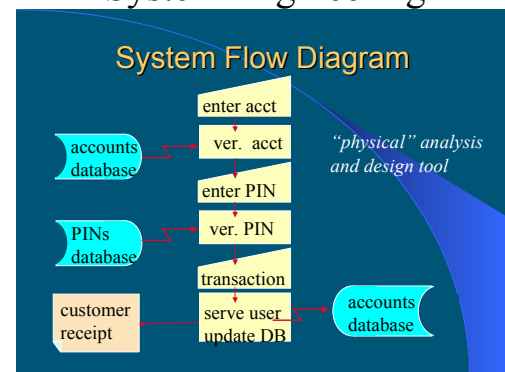 System Flow Diagram
enter acct
accounts
database
ver. acct
“physical” analysis
and design tool
enter PIN
PINs
database
ver. PIN
transaction
customer
receipt
serve user
update DB
accounts
database